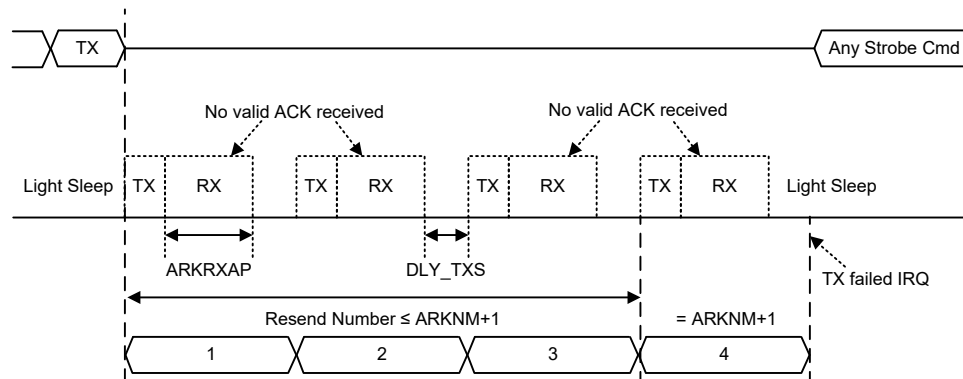 TX
Any Strobe Cmd
No valid ACK received
No valid ACK received
Light Sleep
TX
RX
TX
RX
TX
RX
TX
RX
Light Sleep
ARKRXAP
DLY_TXS
TX failed IRQ
Resend Number ≤ ARKNM+1
= ARKNM+1
1
2
3
4